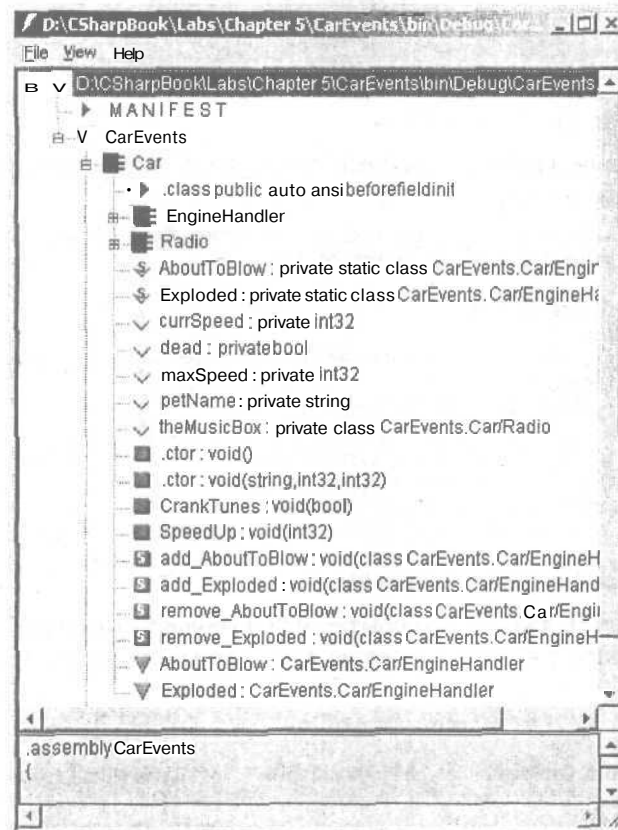 D:\CSharpBook\Labs\Chapter 5\CarEvents\bin\Debug\Car
File View Help
B V D:\CSharpBook\Labs\Chapter 5\CarEvents\bin\Debug\CarEvents.
MANIFEST
V CarEvents
Car
.class public auto ansi beforefieldinit
EngineHandler
Radio
AboutToBlow : private static class CarEvents.Car/Engir
Exploded : private static class CarEvents.Car/EngineHa
currSpeed : private int32
dead : private bool
maxSpeed : private int32
petName : private string
theMusicBox : private class CarEvents.Car/Radio
.ctor : void()
.ctor : void(string,int32,int32)
CrankTunes : void(bool)
SpeedUp : void(int32)
add_AboutToBlow : void(class CarEvents.Car/EngineH
add_Exploded : void(class CarEvents.Car/EngineHand
remove_AboutToBlow : void(class CarEvents.Car/Engii
remove_Exploded : void(class CarEvents.Car/EngineH
AboutToBlow : CarEvents.Car/EngineHandler
Exploded : CarEvents.Car/EngineHandler
.assembly CarEvents
{